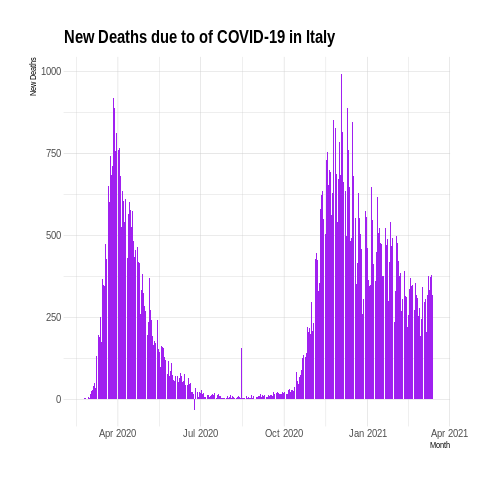 New Deaths due to of COVID-19 in Italy
New Deaths
1000
750
500
250
0
Apr 2020
Jul 2020
Oct 2020
Jan 2021
Apr 2021
Month